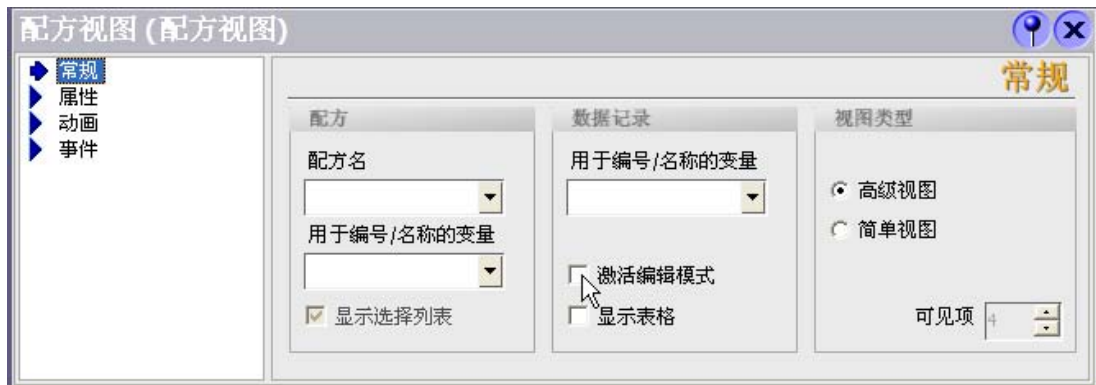 配方视图 (配方视图)
常规
属性
动画
事件
常规
配方
配方名
用于编号/名称的变量
显示选择列表
数据记录
用于编号/名称的变量
激活编辑模式
显示表格
视图类型
高级视图
简单视图
可见项 4